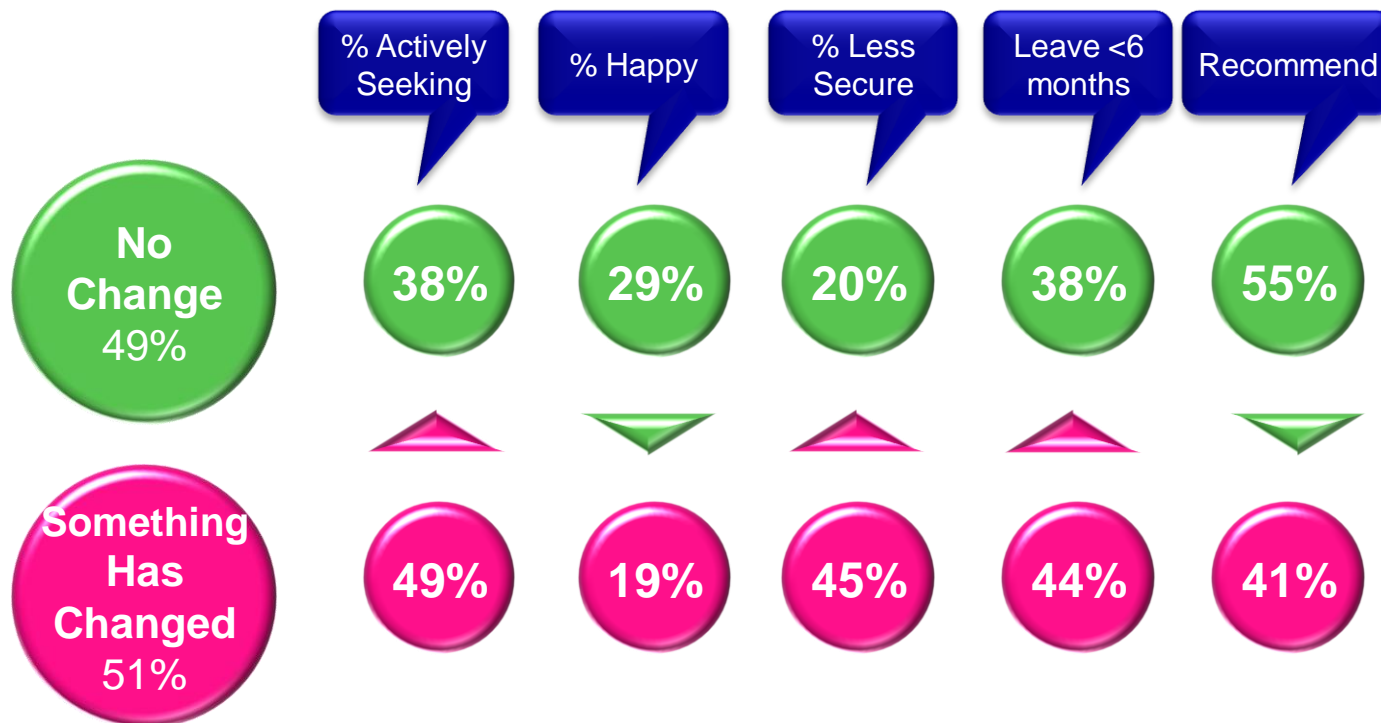 % Actively
Seeking
% Happy
% Less
Secure
Leave <6
months
Recommend
No
Change
49%
38%
29%
20%
38%
55%
Something
Has
Changed
51%
49%
19%
45%
44%
41%